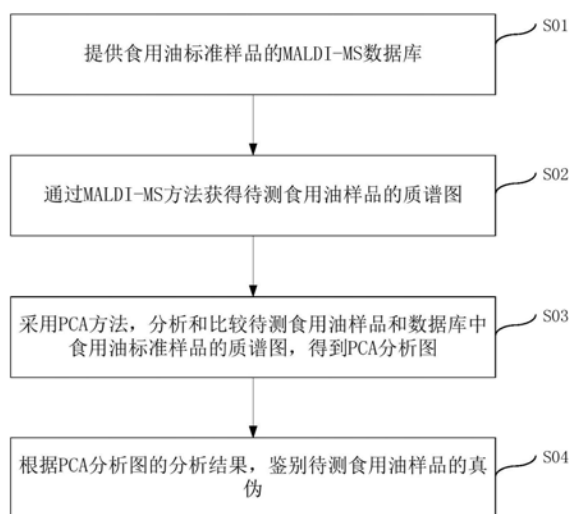 提供食用油标准样品的MALDI-MS数据库
S01
通过MALDI-MS方法获得待测食用油样品的质谱图
S02
采用PCA方法，分析和比较待测食用油样品和数据库中
食用油标准样品的质谱图，得到PCA分析图
S03
根据PCA分析图的分析结果，鉴别待测食用油样品的真
伪
S04